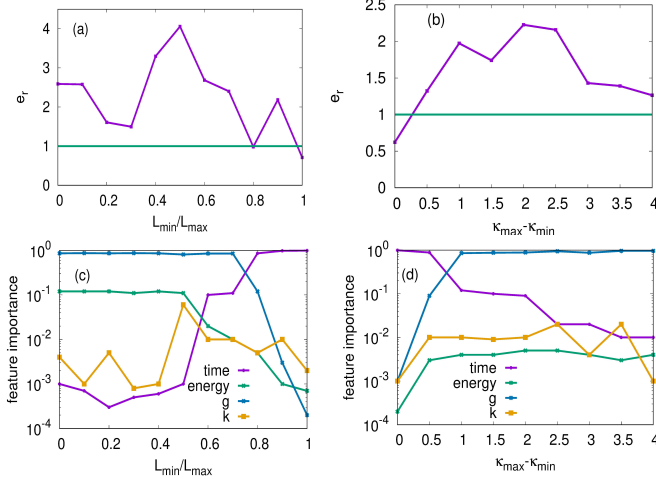 (a)
5
4
3
2
1
0
e_r
0 0.2 0.4 0.6 0.8 1
L_min/L_max
(b)
2.5
2
1.5
1
0.5
0
e_r
0 0.5 1 1.5 2 2.5 3 3.5 4
κ_max-κ_min
(c)
10^0
10^-1
10^-2
10^-3
10^-4
feature importance
time
energy
g
k
0 0.2 0.4 0.6 0.8 1
L_min/L_max
(d)
10^0
10^-1
10^-2
10^-3
10^-4
feature importance
time
energy
g
k
0 0.5 1 1.5 2 2.5 3 3.5 4
κ_max-κ_min